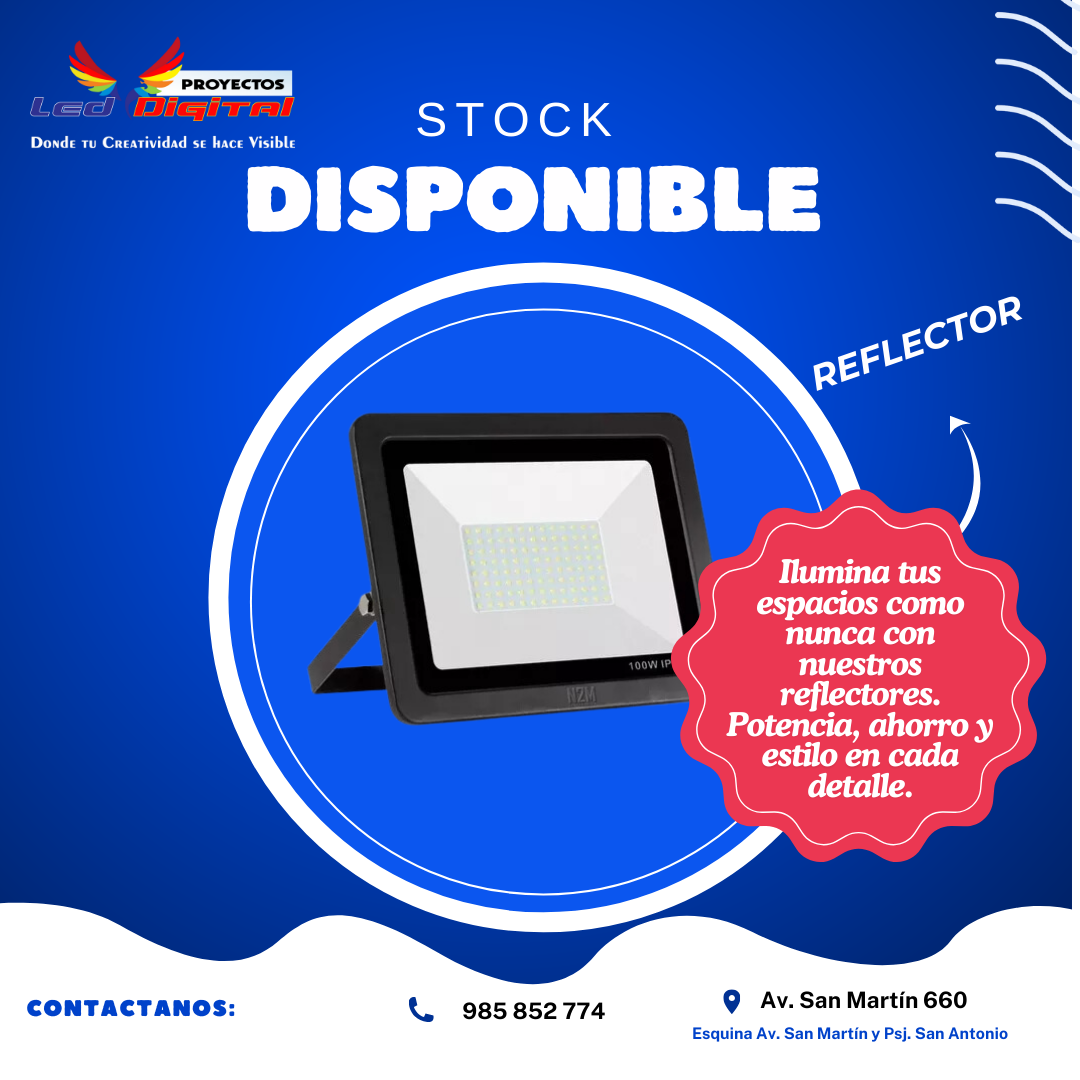 PROYECTOS
Led Digital
Donde tu Creatividad se hace Visible
STOCK
DISPONIBLE
REFLECTOR
100W IP
N2M
Ilumina tus
espacios como
nunca con
nuestros
reflectores.
Potencia, ahorro y
estilo en cada
detalle.
CONTACTANOS:
985 852 774
Av. San Martín 660
Esquina Av. San Martín y Psj. San Antonio